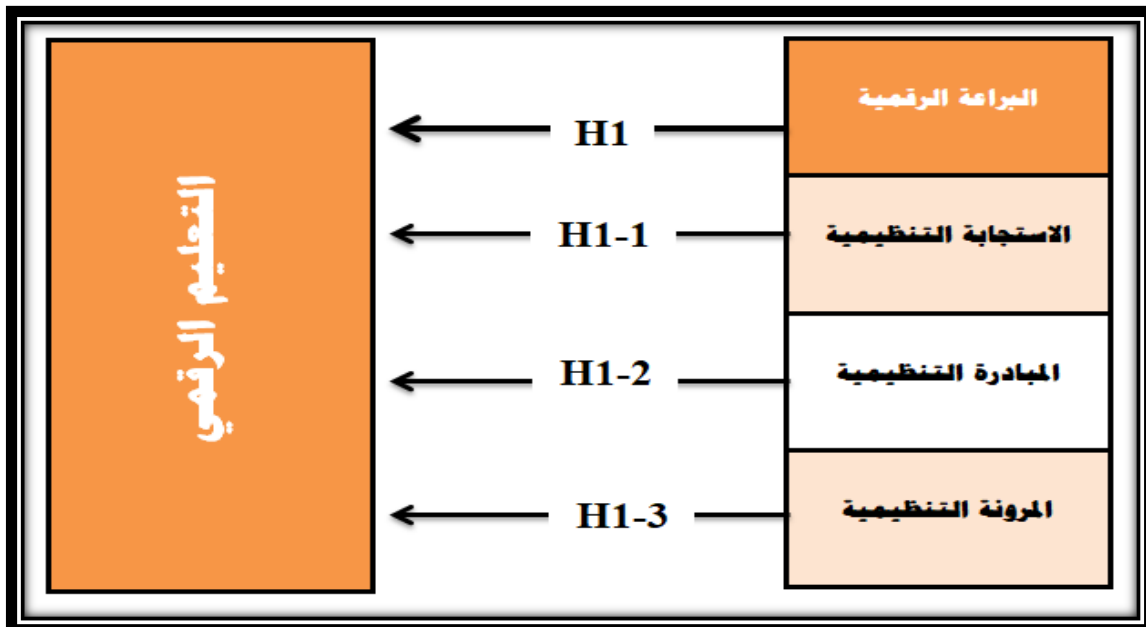 البراعة الرقمية
H1
الاستجابة التنظيمية
H1-1
المبادرة التنظيمية
H1-2
المرونة التنظيمية
H1-3
التعليم الرقمي